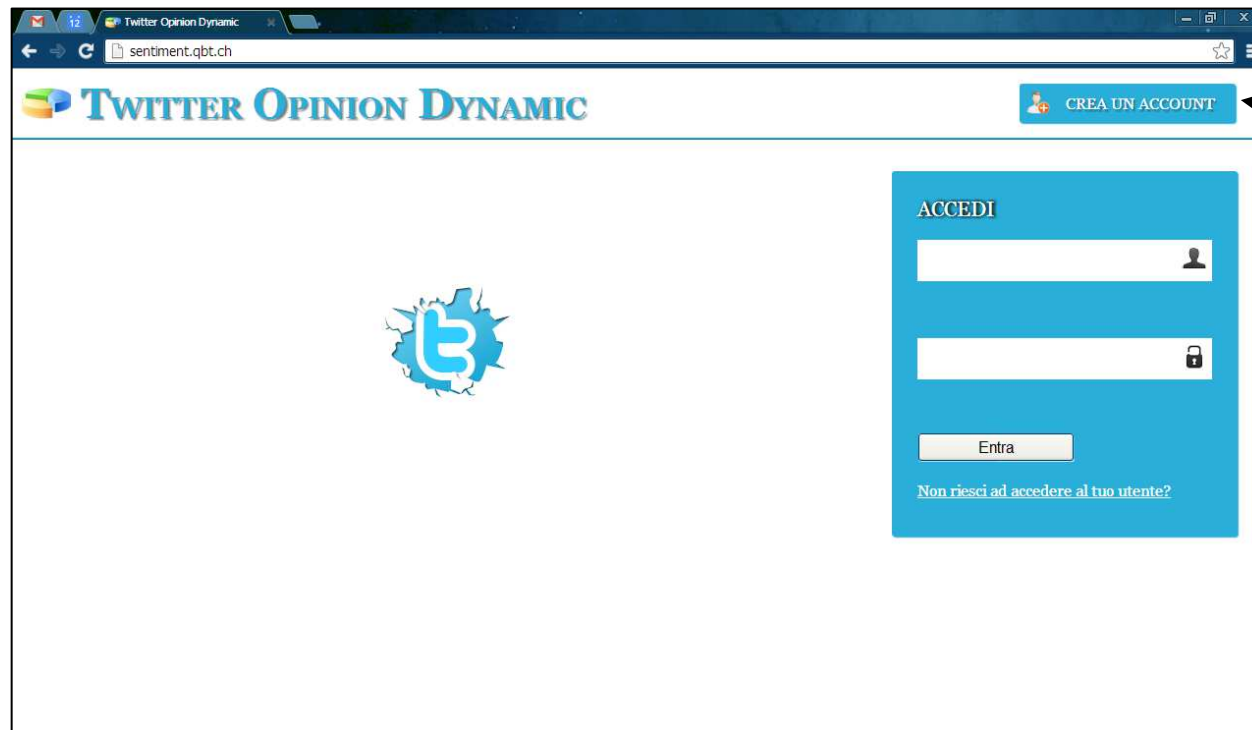 12
Twitter Opinion Dynamic
sentiment.qbt.ch
TWITTER OPINION DYNAMIC
CREA UN ACCOUNT
ACCEDI
Entra
Non riesci ad accedere al tuo utente?